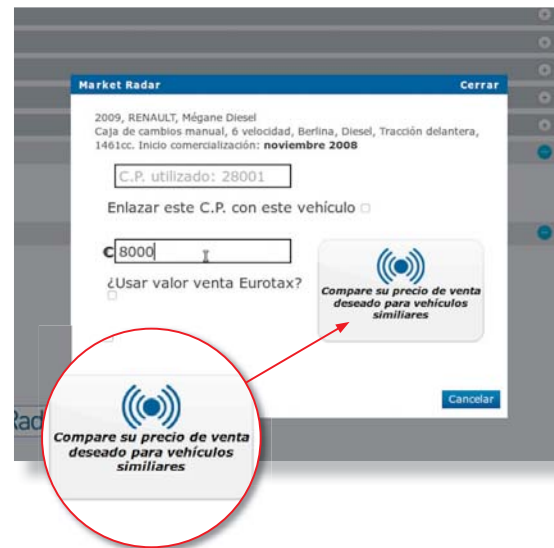 Market Radar Cerrar
2009, RENAULT, Mégane Diesel
Caja de cambios manual, 6 velocidad, Berlina, Diesel, Tracción delantera,
1461cc. Inicio comercialización: noviembre 2008
C.P. utilizado: 28001
Enlazar este C.P. con este vehículo
€ 8000
¿Usar valor venta Eurotax?
Compare su precio de venta
deseado para vehículos
similiares
Cancelar
Rad
Compare su precio de venta
deseado para vehículos
similiares